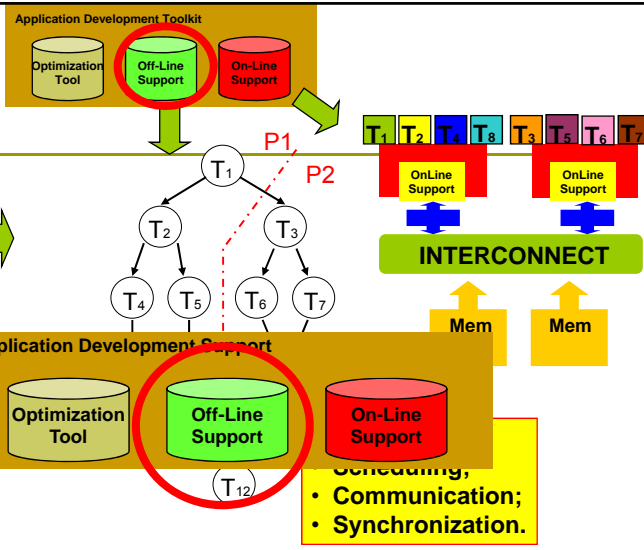 Application Development Toolkit
Optimization
Tool
Off-Line
Support
On-Line
Support
T1 T2 T4 T8 T3 T5 T6 T7
OnLine
Support
OnLine
Support
INTERCONNECT
Mem
Mem
P1
P2
T1
T2
T3
T4
T5
T6
T7
plication Development Support
Optimization
Tool
Off-Line
Support
On-Line
Support
T12
• Scheduling;
• Communication;
• Synchronization.